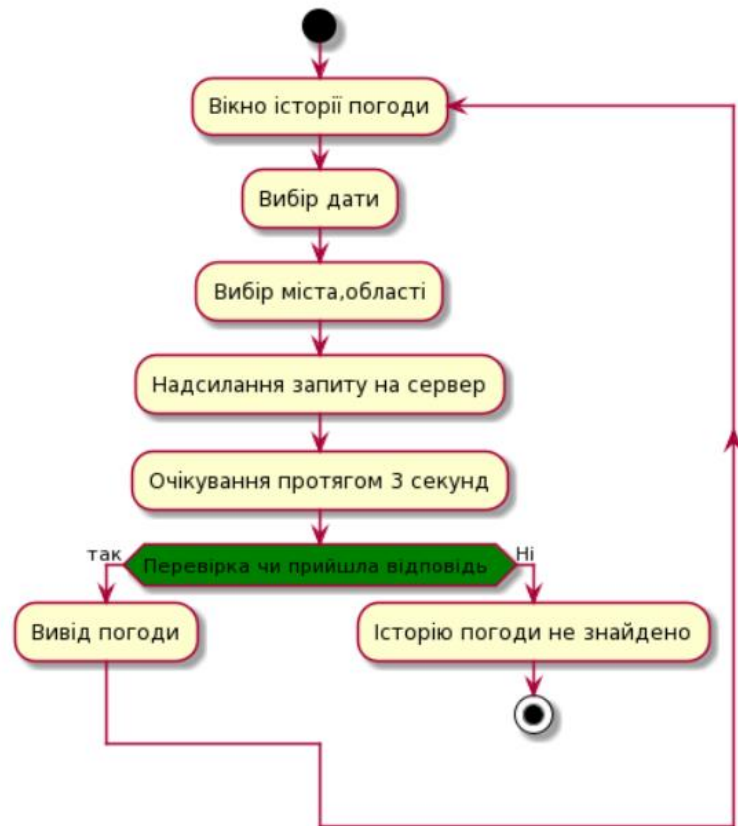 Вікно історії погоди
Вибір дати
Вибір міста,області
Надсилання запиту на сервер
Очікування протягом 3 секунд
так
Перевірка чи прийшла відповідь
Ні
Вивід погоди
Історію погоди не знайдено